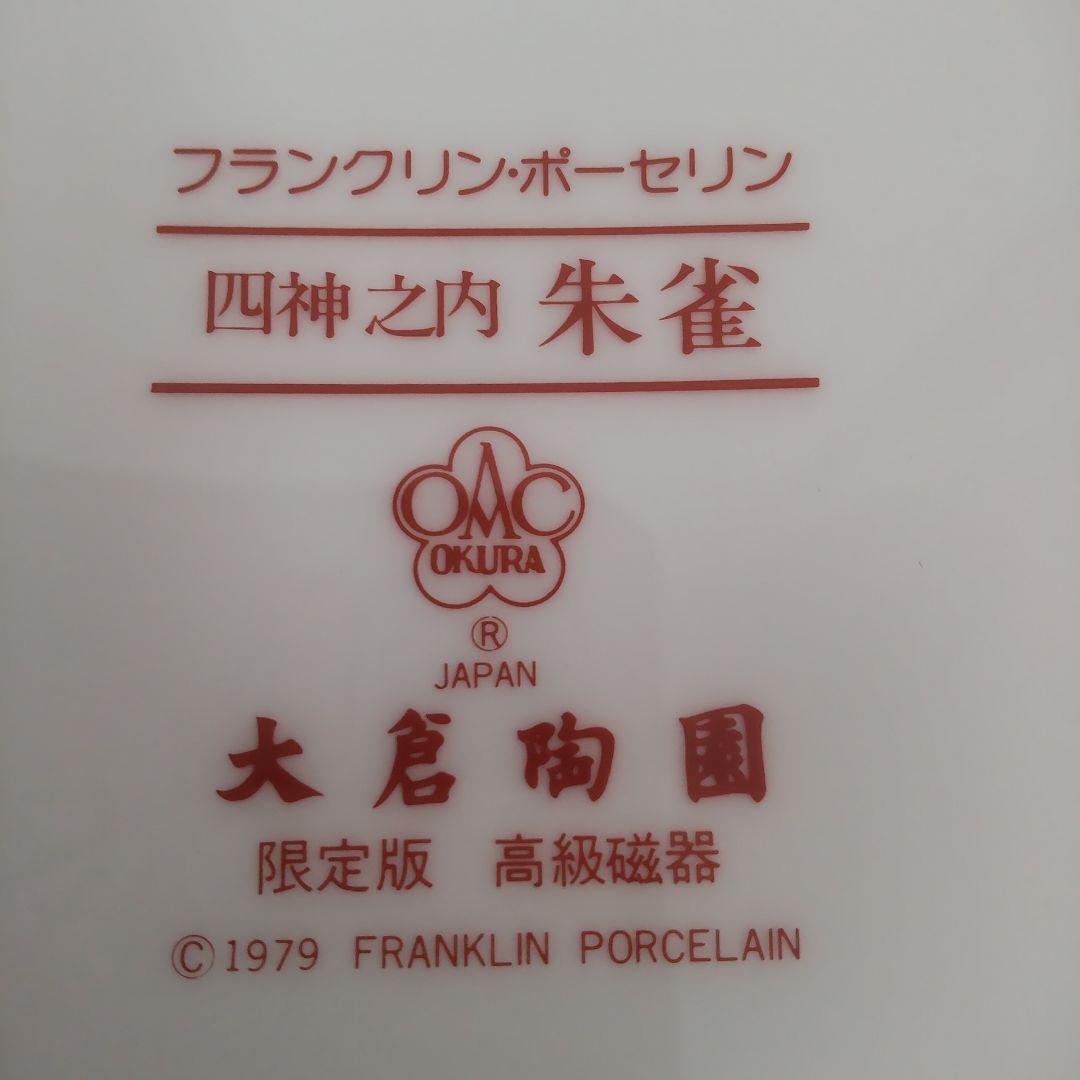 フランクリン・ポーセリン
四神之内 朱雀
OAC
OKURA
®
JAPAN
大倉陶園
限定版 高級磁器
©1979 FRANKLIN PORCELAIN